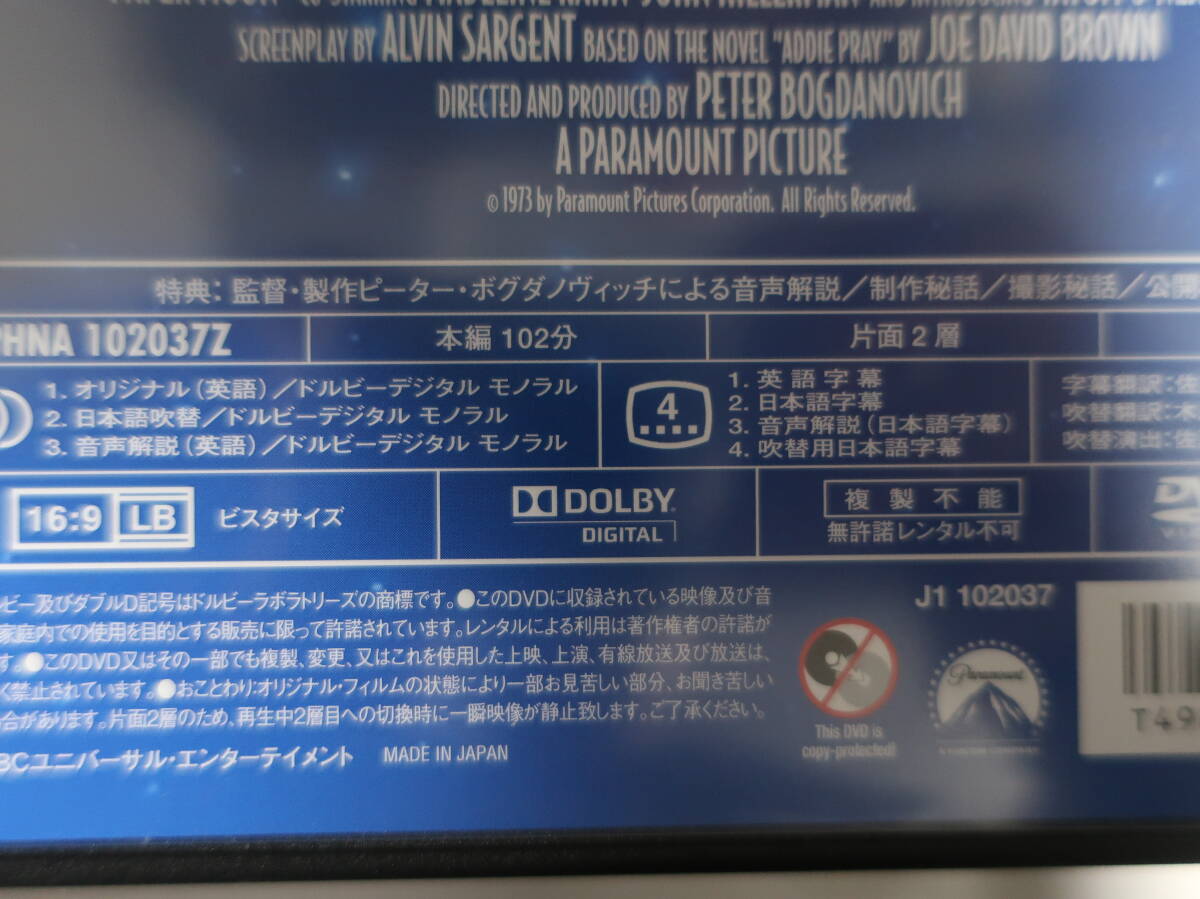 SCREENPLAY BY ALVIN SARGENT BASED ON THE NOVEL "ADDIE PRAY" BY JOE DAVID BROWN
DIRECTED AND PRODUCED BY PETER BOGDANOVICH
A PARAMOUNT PICTURE
© 1973 by Paramount Pictures Corporation. All Rights Reserved.
特典：監督・製作ピーター・ボグダノヴィッチによる音声解説／制作秘話／撮影秘話／公開
PHNA 102037Z
本編 102分
片面2層
1. オリジナル（英語）／ドルビーデジタル モノラル
2. 日本語吹替／ドルビーデジタル モノラル
3. 音声解説（英語）／ドルビーデジタル モノラル
4
1. 英語字幕
2. 日本語字幕
3. 音声解説（日本語字幕）
4. 吹替用日本語字幕
字幕翻訳：佐
吹替翻訳：木
吹替演出：佐
16:9 LB ビスタサイズ
DOLBY
DIGITAL
複製不能
無許諾レンタル不可
ビー及びダブルD記号はドルビーラボラトリーズの商標です。●このDVDに収録されている映像及び音
家庭内での使用を目的とする販売に限って許諾されています。レンタルによる利用は著作権者の許諾が
す。●このDVD又はその一部でも複製、変更、又はこれを使用した上映、上演、有線放送及び放送は、
く禁止されています。●おことわり:オリジナル・フィルムの状態により一部お見苦しい部分、お聞き苦しい
合があります。片面2層のため、再生中2層目への切換時に一瞬映像が静止致します。ご了承ください。
BCユニバーサル・エンターテイメント MADE IN JAPAN
J1 102037
This DVD is
copy-protected!
Paramount
T49